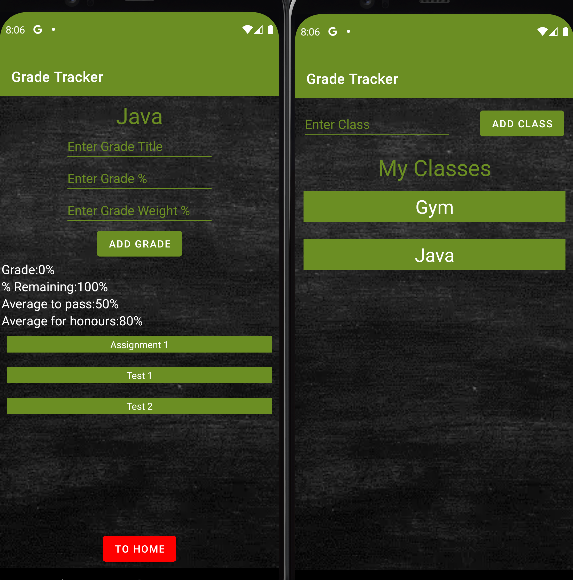 8:06 G
Grade Tracker
Java
Enter Grade Title
Enter Grade %
Enter Grade Weight %
ADD GRADE
Grade:0%
% Remaining:100%
Average to pass:50%
Average for honours:80%
Assignment 1
Test 1
Test 2
TO HOME
8:06 G
Grade Tracker
Enter Class
ADD CLASS
My Classes
Gym
Java